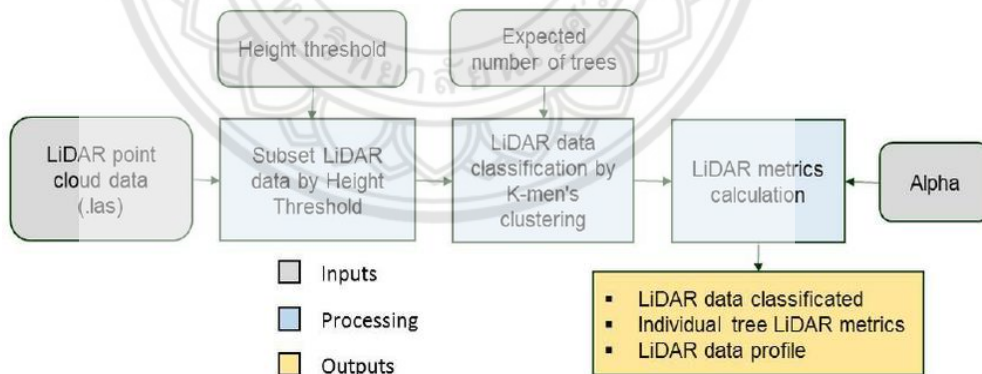 Height threshold
Expected
number of trees
LiDAR point
cloud data
(.las)
Subset LiDAR
data by Height
Threshold
LiDAR data
classification by
K-men's
clustering
LiDAR metrics
calculation
Alpha
Inputs
Processing
Outputs
▪ LiDAR data classificated
▪ Individual tree LiDAR metrics
▪ LiDAR data profile